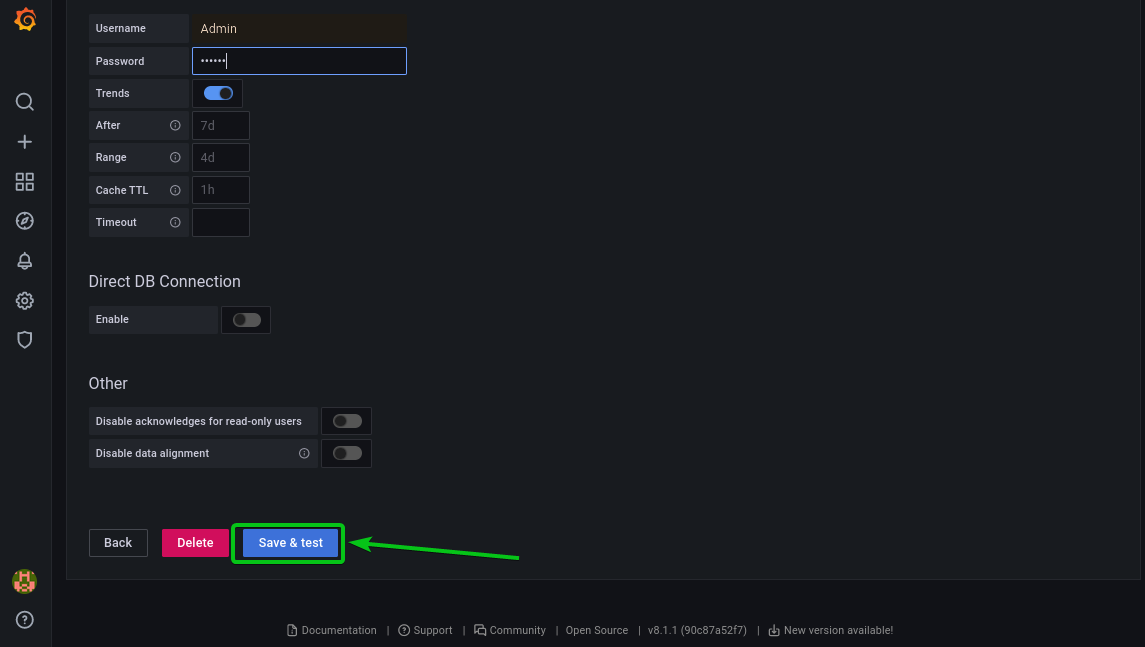 Username Admin
Password ••••••
Trends
After 7d
Range 4d
Cache TTL 1h
Timeout
Direct DB Connection
Enable
Other
Disable acknowledges for read-only users
Disable data alignment
Back Delete Save & test
Documentation | Support | Community | Open Source | v8.1.1 (90c87a52f7) | New version available!